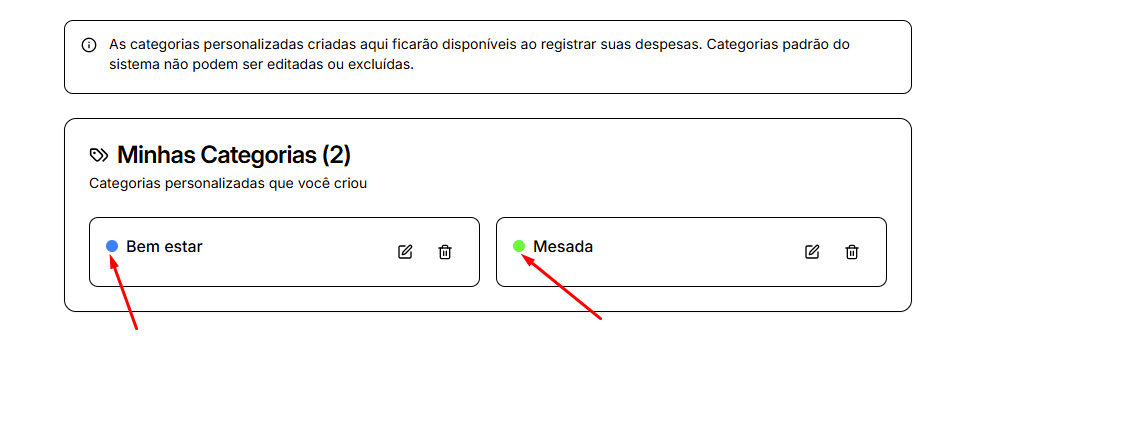 As categorias personalizadas criadas aqui ficarão disponíveis ao registrar suas despesas. Categorias padrão do
sistema não podem ser editadas ou excluídas.
Minhas Categorias (2)
Categorias personalizadas que você criou
Bem estar
Mesada